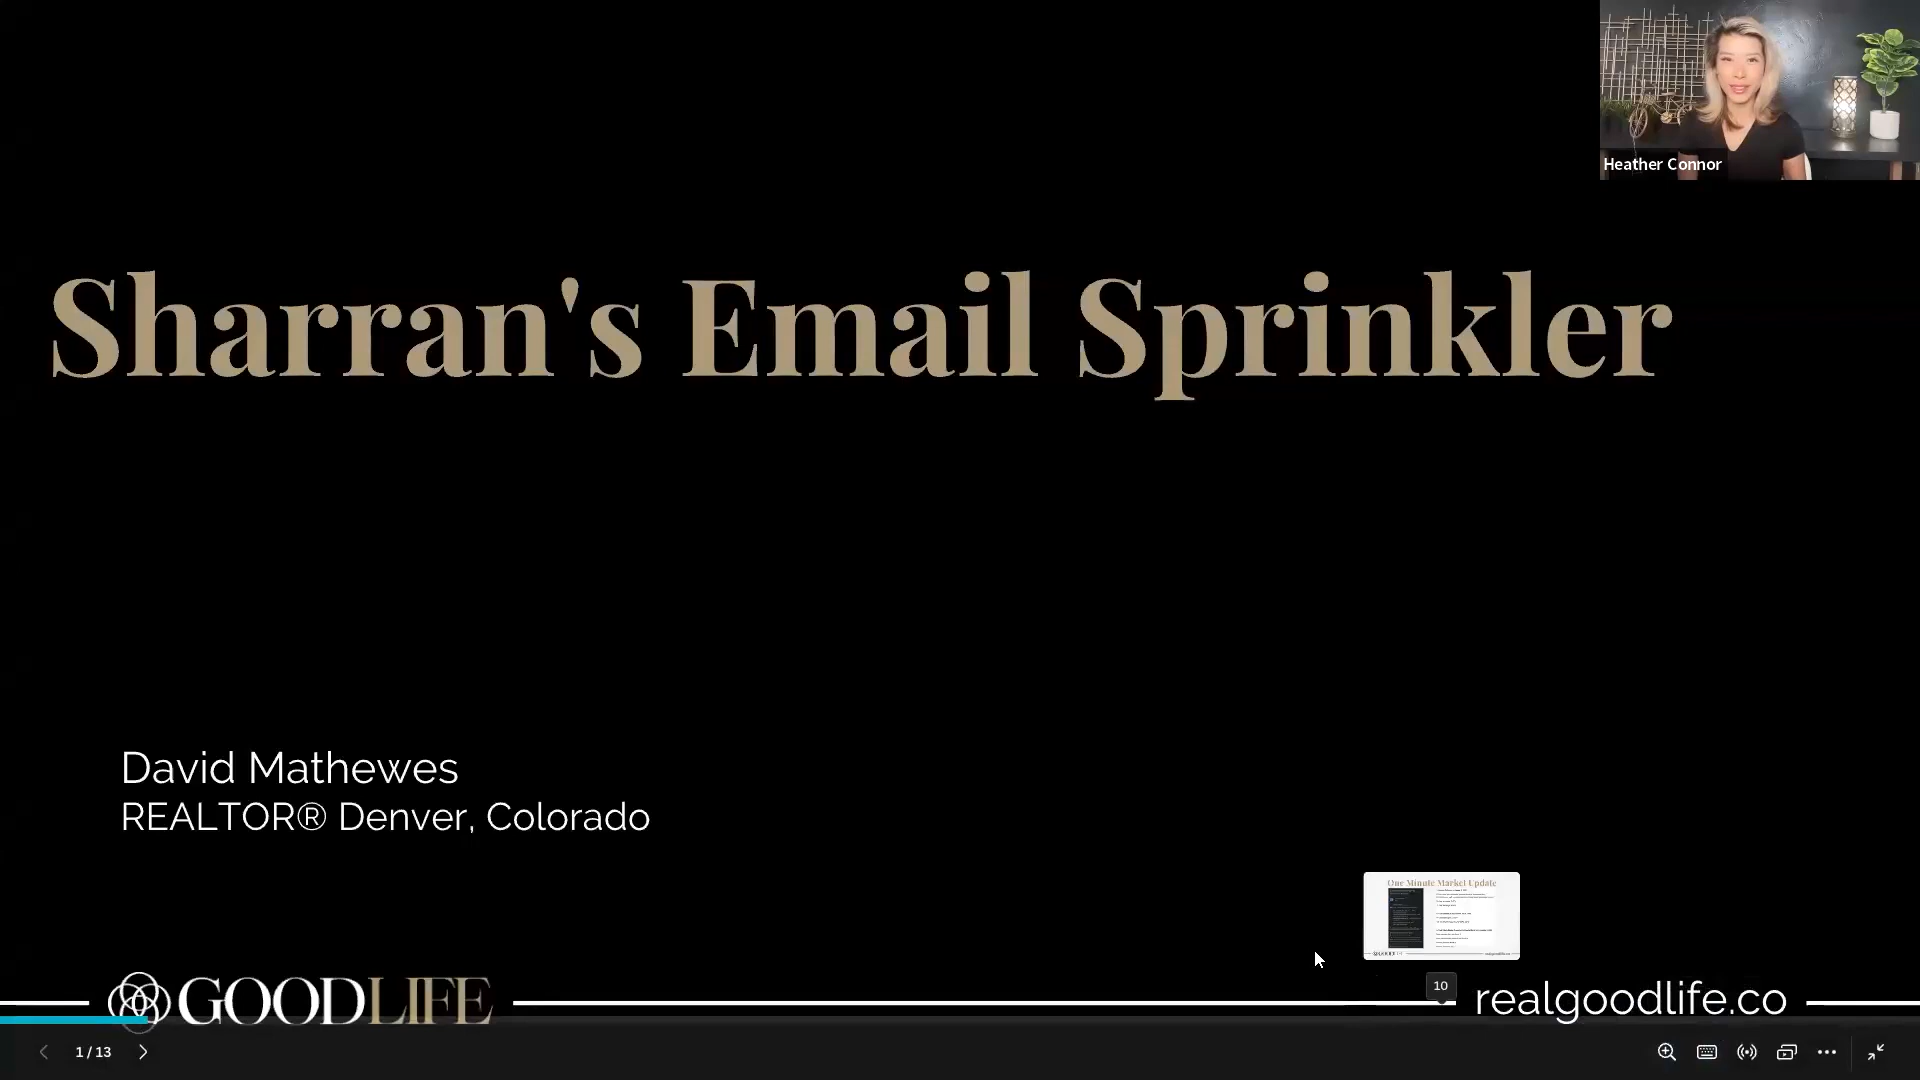 Heather Connor
Sharran's Email Sprinkler
David Mathewes
REALTOR® Denver, Colorado
One Minute Market Update
10
GOODLIFE
realgoodlife.co
1 / 13